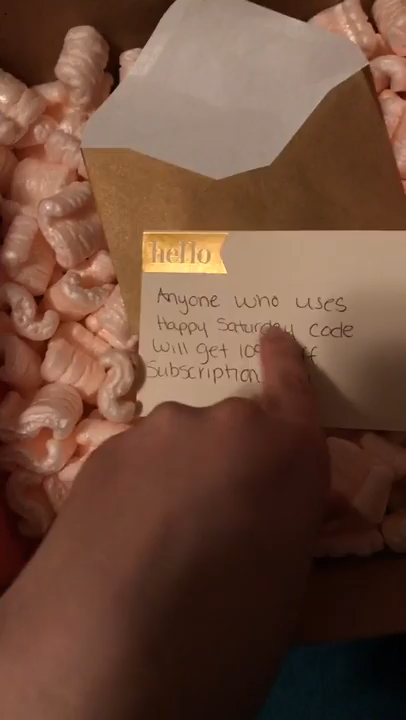 hello
Anyone who uses
Happy Saturday code
will get
Subscription